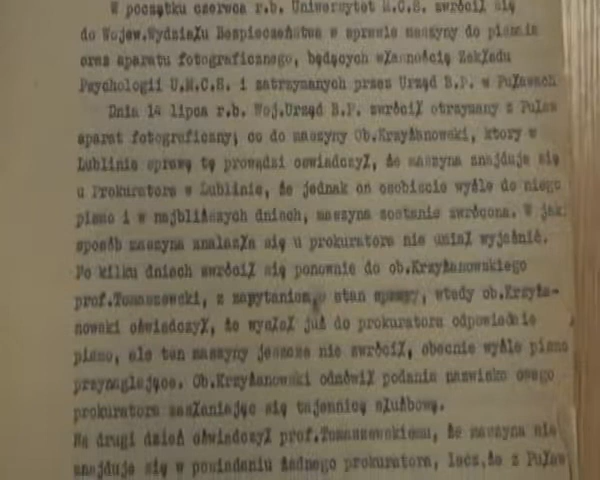 W początku czerwca r.b. Uniwersytet M.C.S. zwrócił się
do Wojew.Wydziału Bezpieczeństwa w sprawie maszyny do pisania
oraz aparatu fotograficznego, będących własnością Zakładu
Psychologii U.M.C.S. i zatrzymanych przez Urząd B.P. w Puławach
Dnia 14 lipca r.b. Woj.Urząd B.P. zwrócił otrzymany z Puław
aparat fotograficzny; co do maszyny Ob.Krzyżanowski, ktory w
Lublinie sprawę tę prowadzi oswiadczył, że maszyna znajduje się
u Prokuratora w Lublinie, że jednak on osobiscie wyśle do niego
pismo i w najbliższych dniach, maszyna zostanie zwrócona. W jaki
sposób maszyna znalazła się u prokuratora nie umiał wyjaśnić.
Po kilku dniach zwrócił się ponownie do ob.Krzyżanowskiego
prof.Tomaszewski, z zapytaniem o stan sprawy, wtedy ob.Krzyża-
nowski oświadczył, że wysłał już do prokuratora odpowiednie
pismo, ale ten maszyny jeszcze nie zwrócił, obecnie wyśle pismo
przynaglające. Ob.Krzyżanowski odmówił podania nazwiska owego
prokuratora zasłaniając się tajemnicą służbową.
Na drugi dzień oświadczył prof.Tomaszewskiemu, że maszyna nie
znajduje się w posiadaniu żadnego prokuratora, lecz,że z Puław